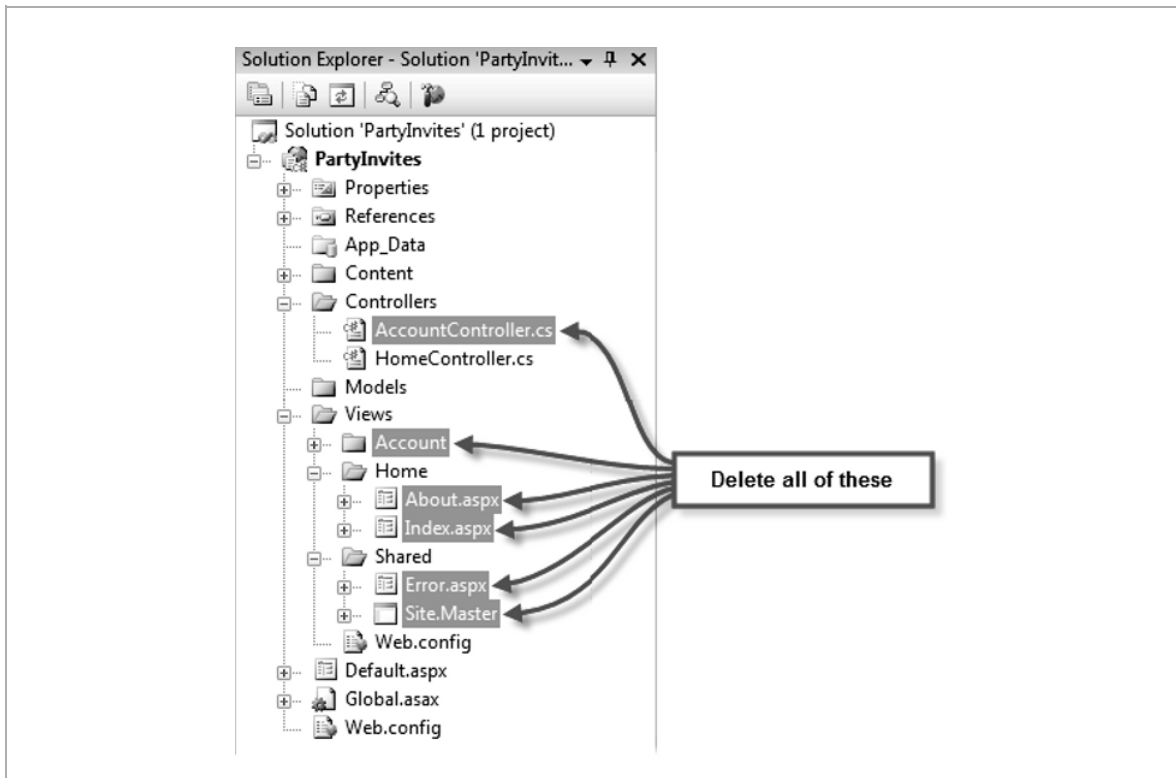 Solution Explorer - Solution 'PartyInvit...
Solution 'PartyInvites' (1 project)
PartyInvites
Properties
References
App_Data
Content
Controllers
AccountController.cs
HomeController.cs
Models
Views
Account
Home
Delete all of these
About.aspx
Index.aspx
Shared
Error.aspx
Site.Master
Web.config
Default.aspx
Global.asax
Web.config